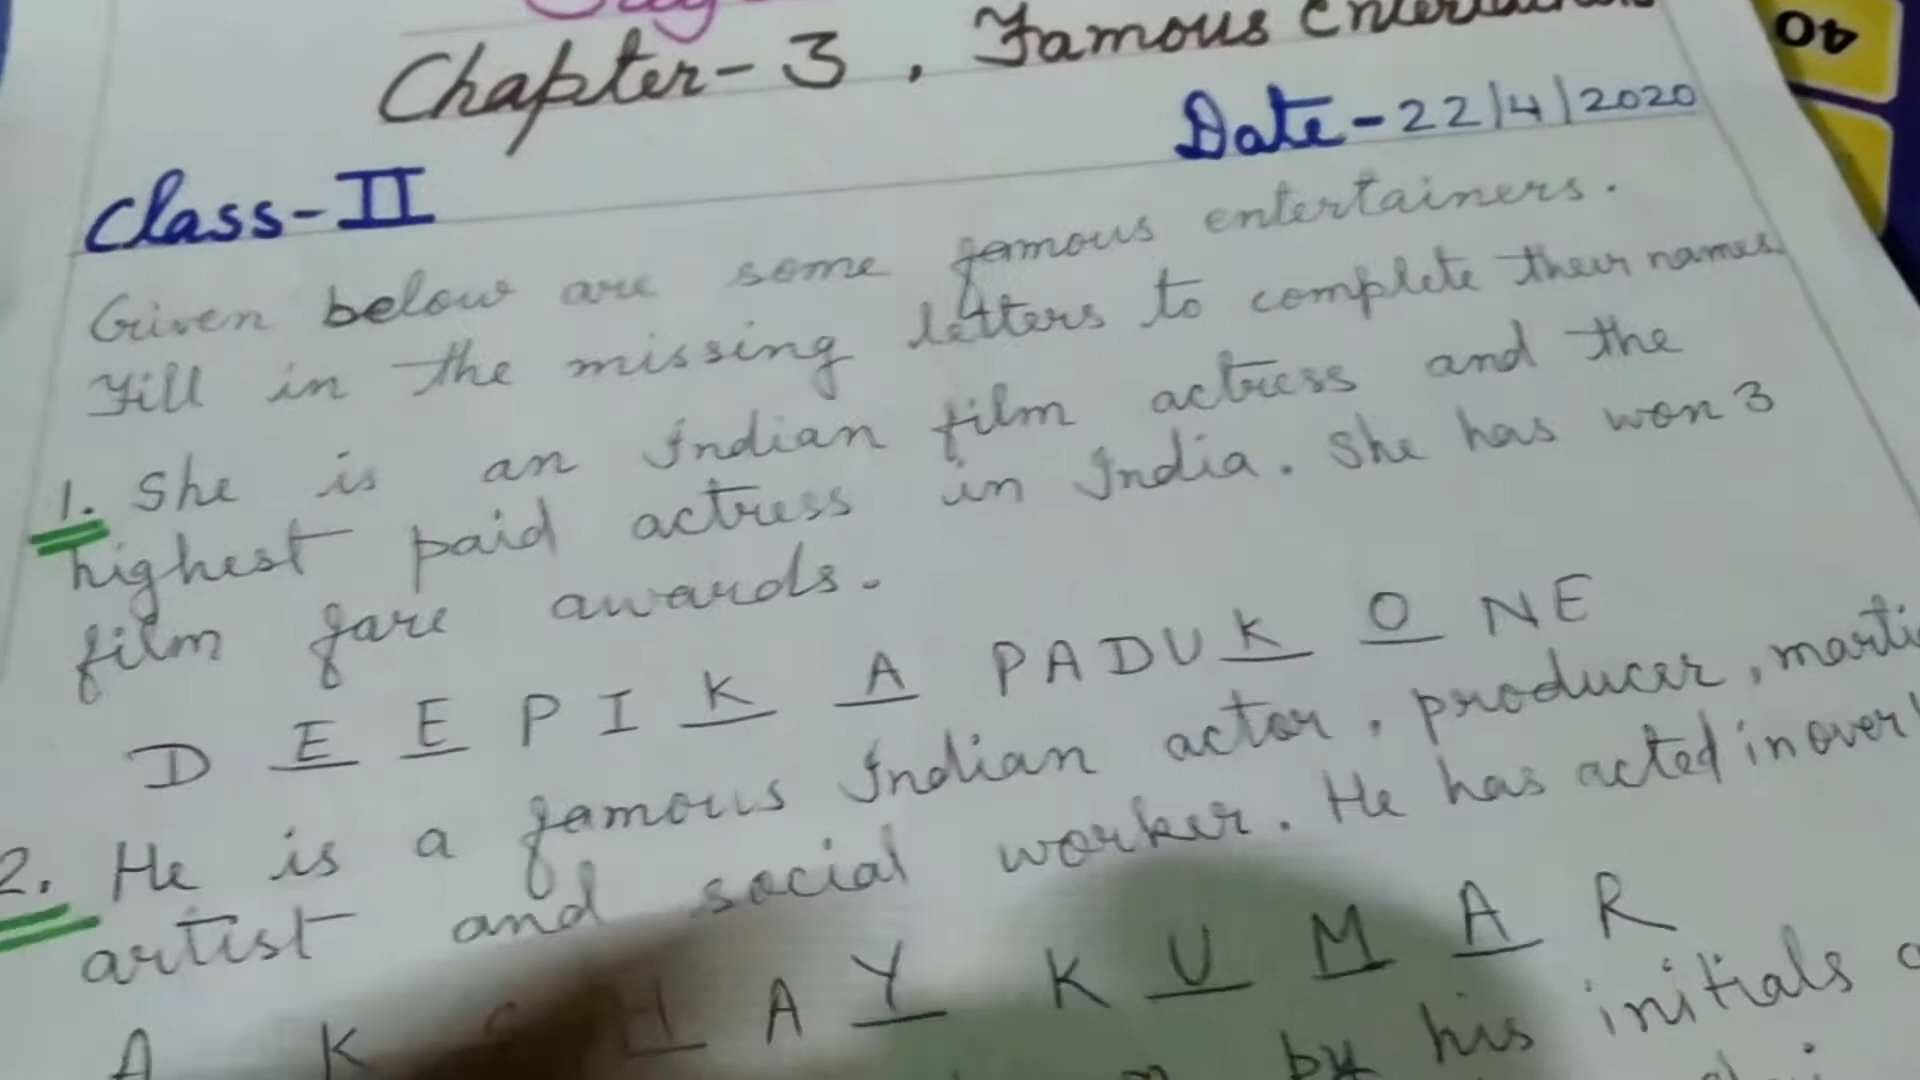 Chapter-3, Famous Entertainers
Date-22/4/2020
40
Class-II
Given below are some famous entertainers.
Fill in the missing letters to complete their names
1. She is an Indian film actress and the
highest paid actress in India. She has won 3
film fare awards.
D E E P I K A PADUK O NE
2. He is a famous Indian actor, producer, marti
artist and social worker. He has acted in over
A K H A Y K U M A R
by his initials